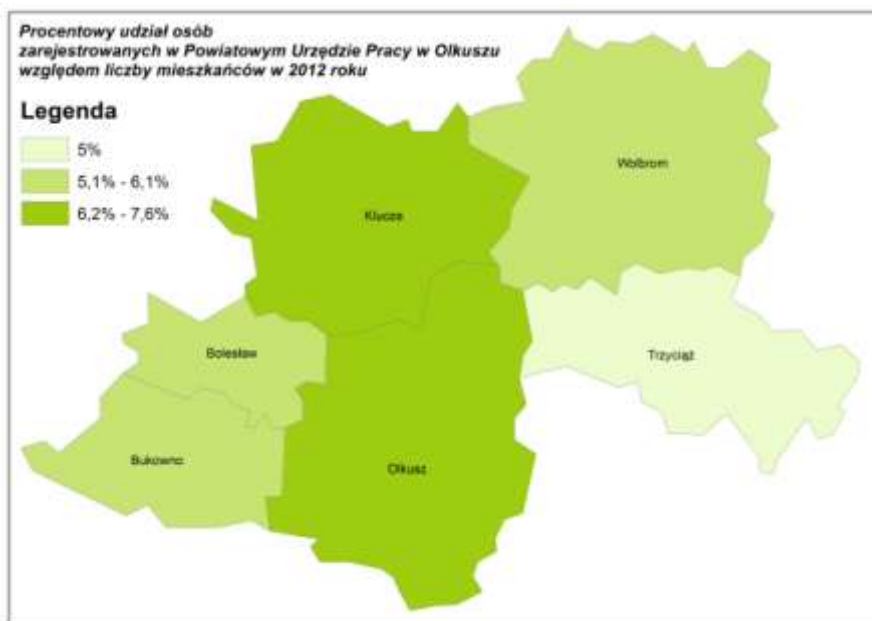 Procentowy udział osób
zarejestrowanych w Powiatowym Urzędzie Pracy w Olkuszu
względem liczby mieszkańców w 2012 roku
Legenda
5%
5,1% - 6,1%
6,2% - 7,6%
Wolbrom
Klucze
Bolesław
Trzyciąż
Bukowno
Olkusz